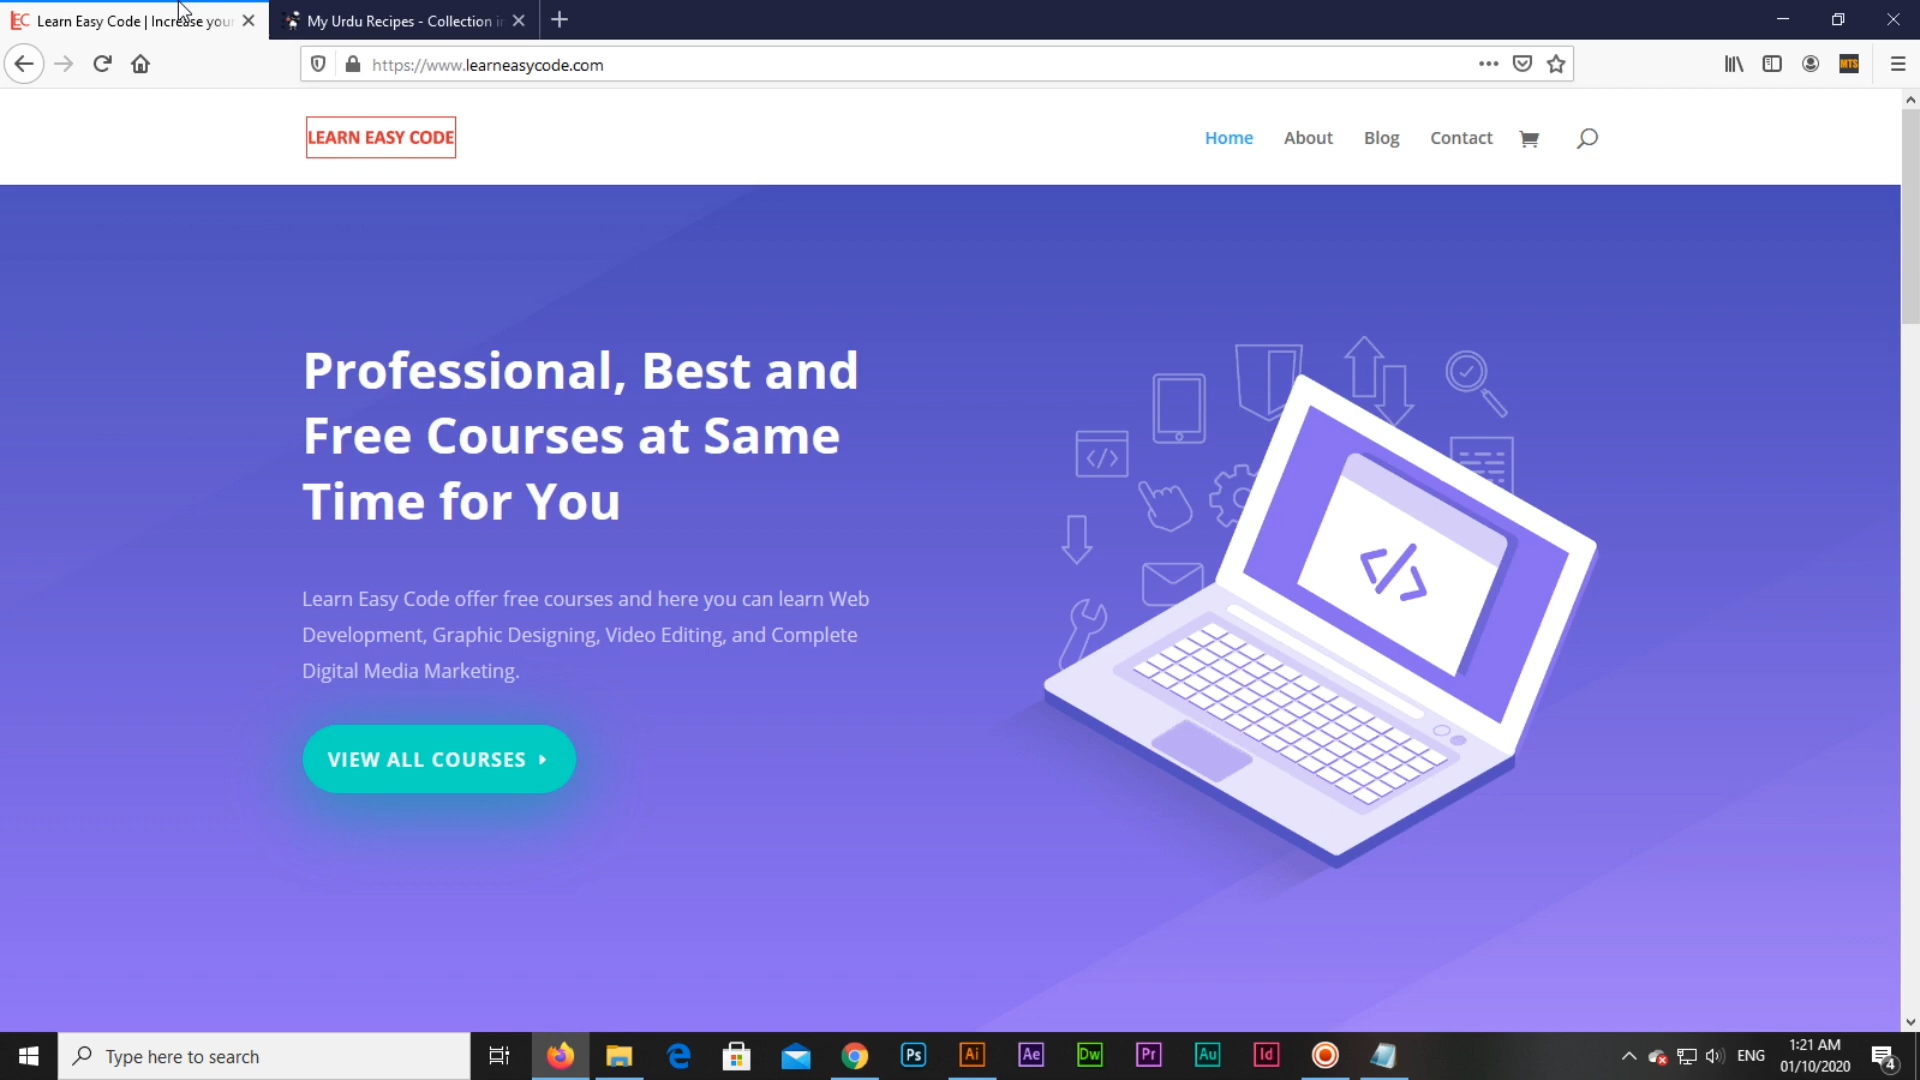 Learn Easy Code | Increase your
My Urdu Recipes - Collection in
https://www.learneasycode.com
MTS
LEARN EASY CODE
Home
About
Blog
Contact
Professional, Best and
Free Courses at Same
Time for You
Learn Easy Code offer free courses and here you can learn Web
Development, Graphic Designing, Video Editing, and Complete
Digital Media Marketing.
VIEW ALL COURSES
</>
</>
Type here to search
Ps
Ai
Ae
Dw
Pr
Au
Id
ENG
1:21 AM
01/10/2020
4